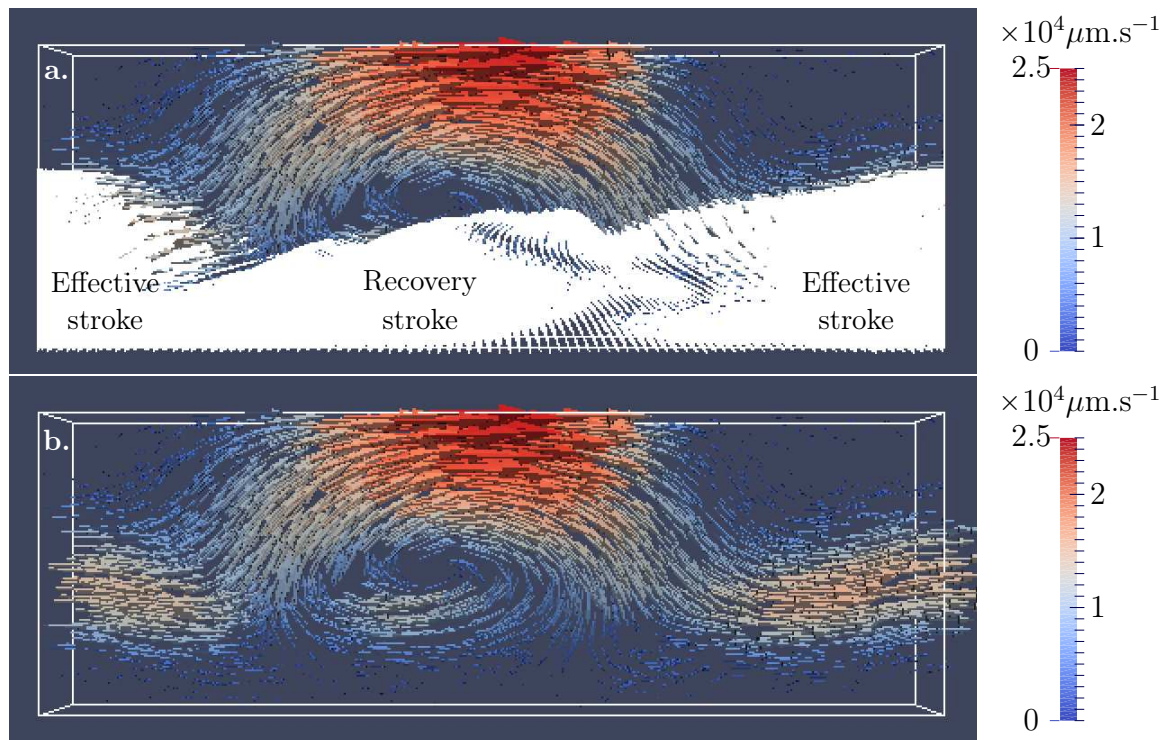 a.
×10⁴μm.s⁻¹
2.5
2
1
0
Effective
stroke
Recovery
stroke
Effective
stroke
b.
×10⁴μm.s⁻¹
2.5
2
1
0